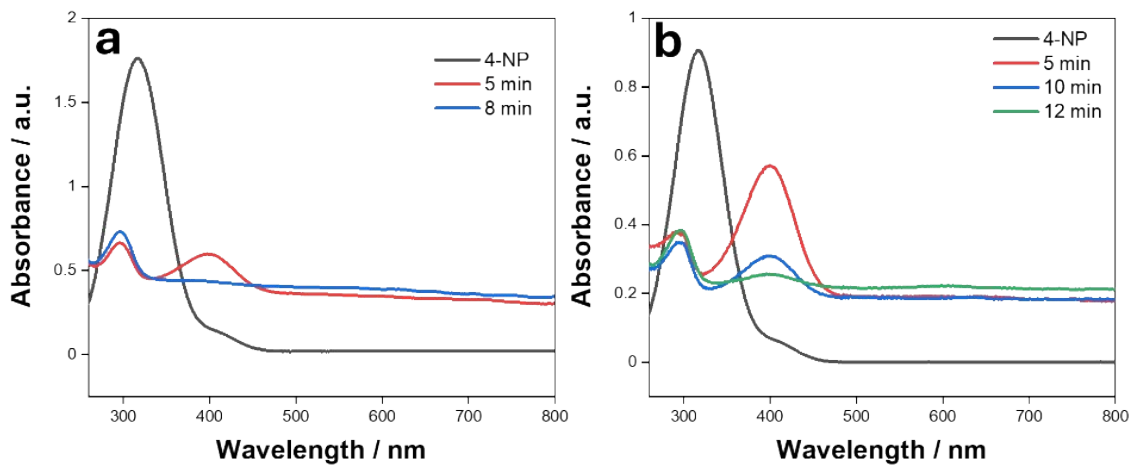 a
2
1.5
1
0.5
0
Absorbance / a.u.
4-NP
5 min
8 min
300 400 500 600 700 800
Wavelength / nm
b
1
0.8
0.6
0.4
0.2
0
Absorbance / a.u.
4-NP
5 min
10 min
12 min
300 400 500 600 700 800
Wavelength / nm